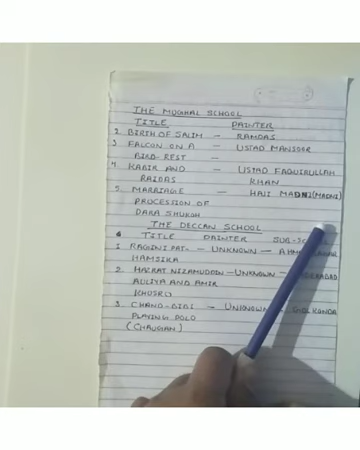 THE MUGHAL SCHOOL
TITLE PAINTER
2. BIRTH OF SALIM - RAMDAS
3 FALCON ON A - USTAD MANSOOR
BIRD-REST -
4 KABIR AND - USTAD FAQUIRULLAH
RAIDAS KHAN
5. MARRIAGE - HAJI MADNI (MADNI)
PROCESSION OF
DARA SHUKOH
THE DECCAN SCHOOL
TITLE PAINTER
1 RAGINI PAT- - UNKNOWN -
HAMSIKA
2. HAZRAT NIZAMUDDIN - UNKNOWN -
AULIYA AND AMIR
KHUSRO
3 CHAND-BIBI - UNKNOWN - GOLKONDA
PLAYING POLO
(CHAUGAN)